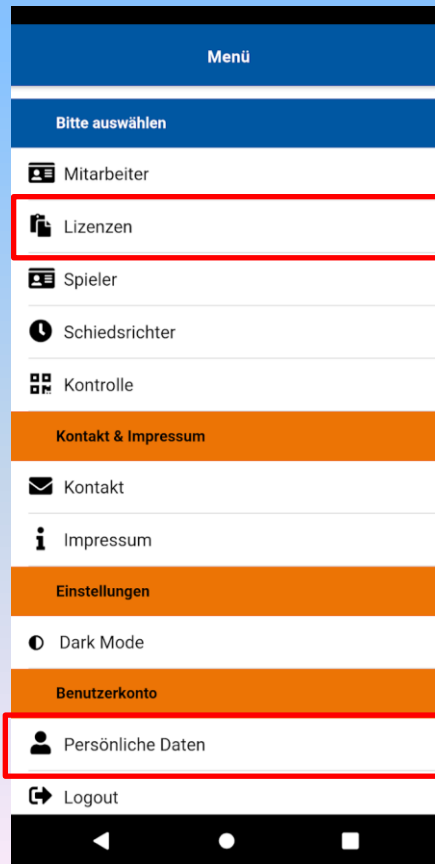 Menü
Bitte auswählen
Mitarbeiter
Lizenzen
Spieler
Schiedsrichter
Kontrolle
Kontakt & Impressum
Kontakt
Impressum
Einstellungen
Dark Mode
Benutzerkonto
Persönliche Daten
Logout